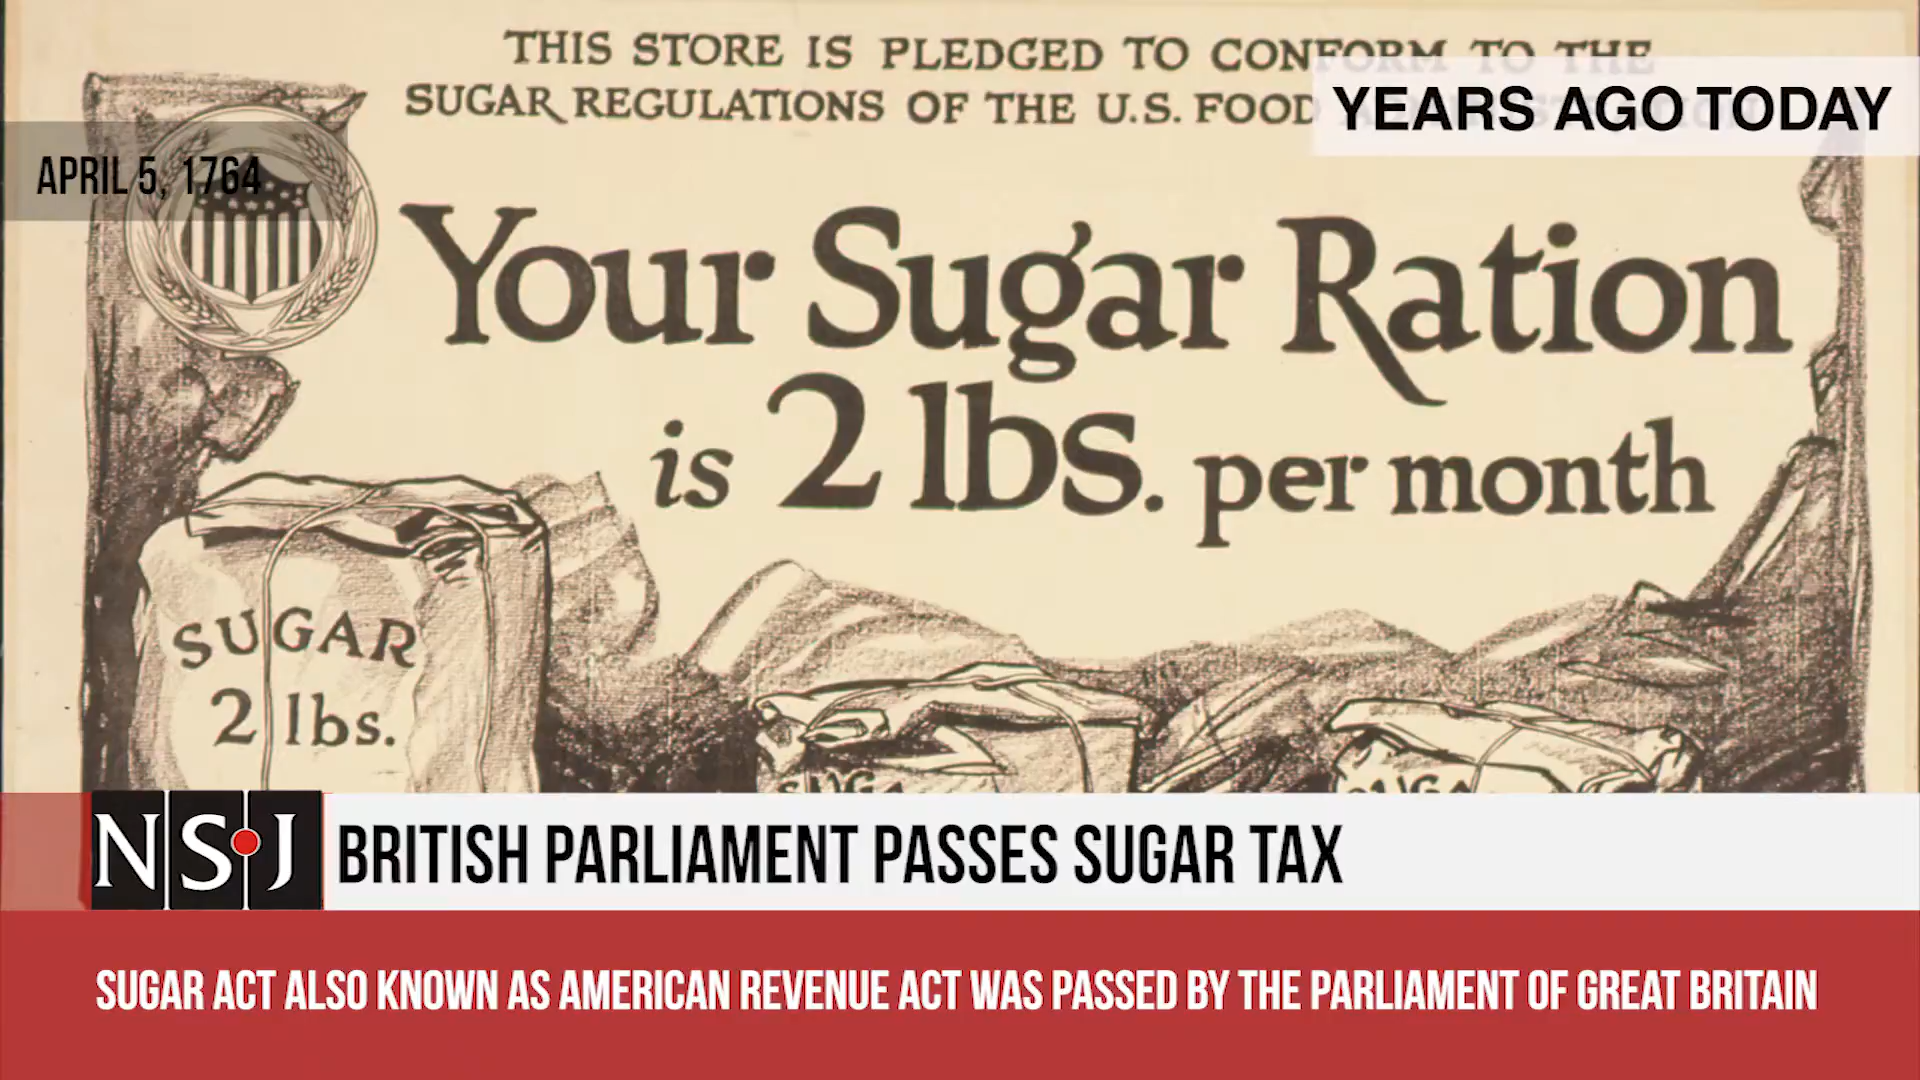 THIS STORE IS PLEDGED TO CONFORM TO THE
SUGAR REGULATIONS OF THE U.S. FOOD
YEARS AGO TODAY
APRIL 5, 1764
Your Sugar Ration
is 2 lbs. per month
SUGAR
2 lbs.
NSJ
BRITISH PARLIAMENT PASSES SUGAR TAX
SUGAR ACT ALSO KNOWN AS AMERICAN REVENUE ACT WAS PASSED BY THE PARLIAMENT OF GREAT BRITAIN